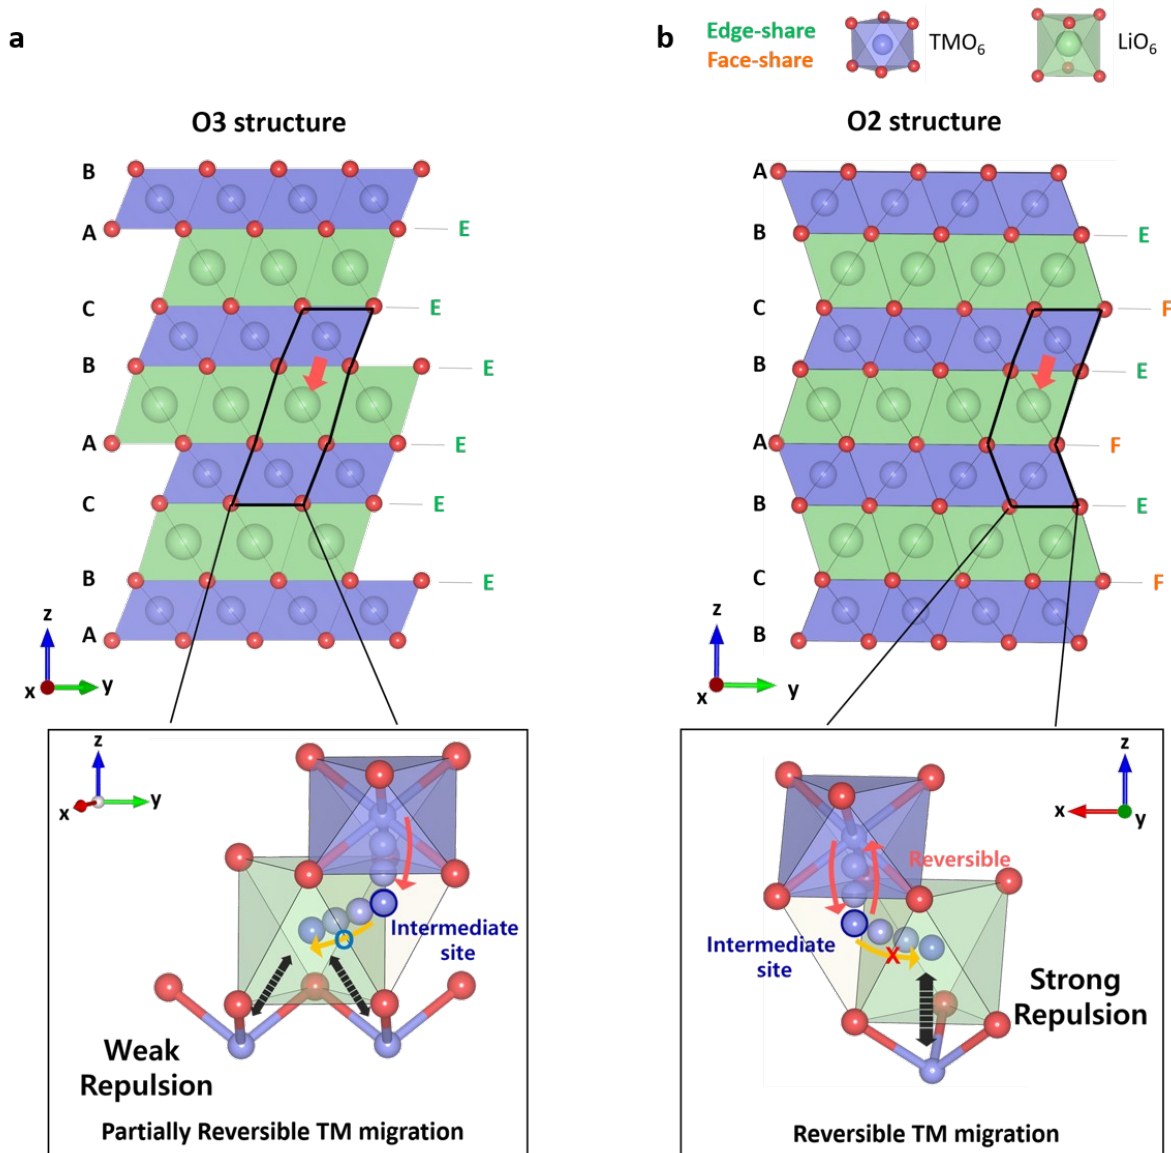 a
O3 structure
B
A
E
C
E
B
E
A
E
C
E
B
E
A
z
x
y
z
x
y
Intermediate
site
Weak
Repulsion
Partially Reversible TM migration
b
Edge-share
Face-share
TMO6
LiO6
O2 structure
A
B
E
C
F
B
E
A
F
B
E
C
F
B
z
x
y
z
x
y
Reversible
Intermediate
site
X
Strong
Repulsion
Reversible TM migration